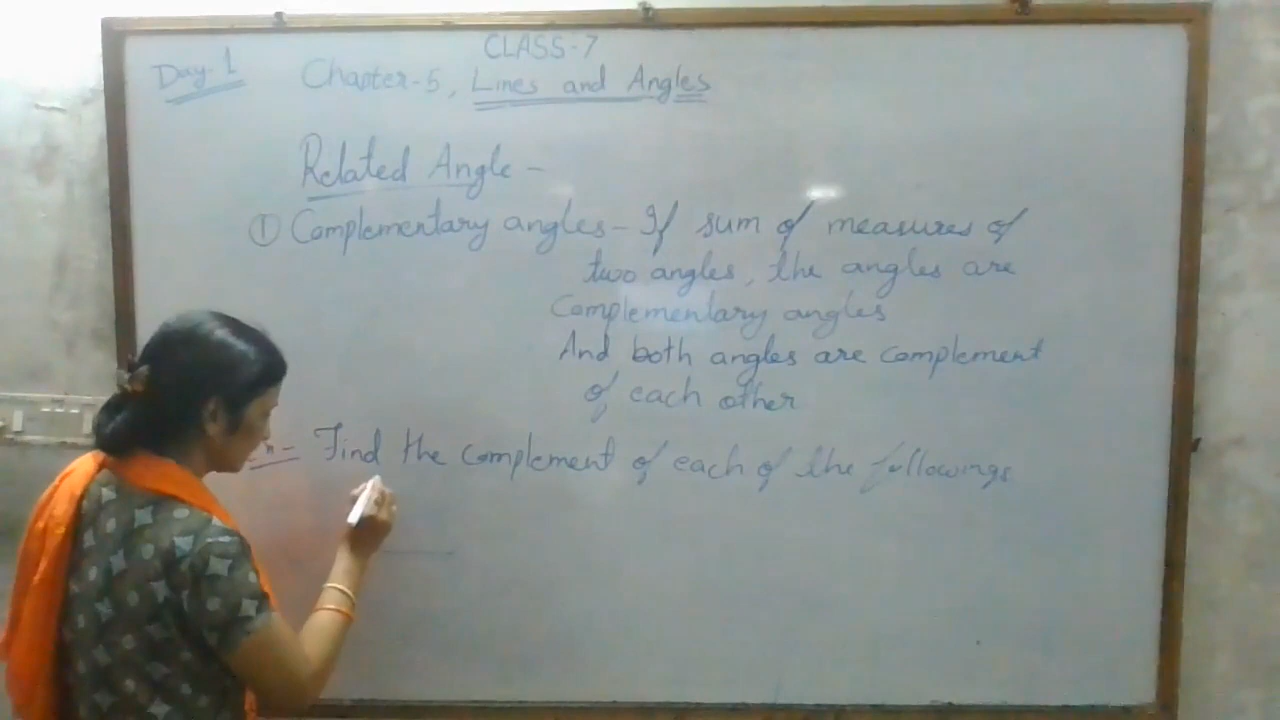 CLASS-7
Day-1
Chapter-5, Lines and Angles
Related Angle -
① Complementary angles - If sum of measures of
two angles, the angles are
Complementary angles
And both angles are complement
of each other
Find the complement of each of the followings